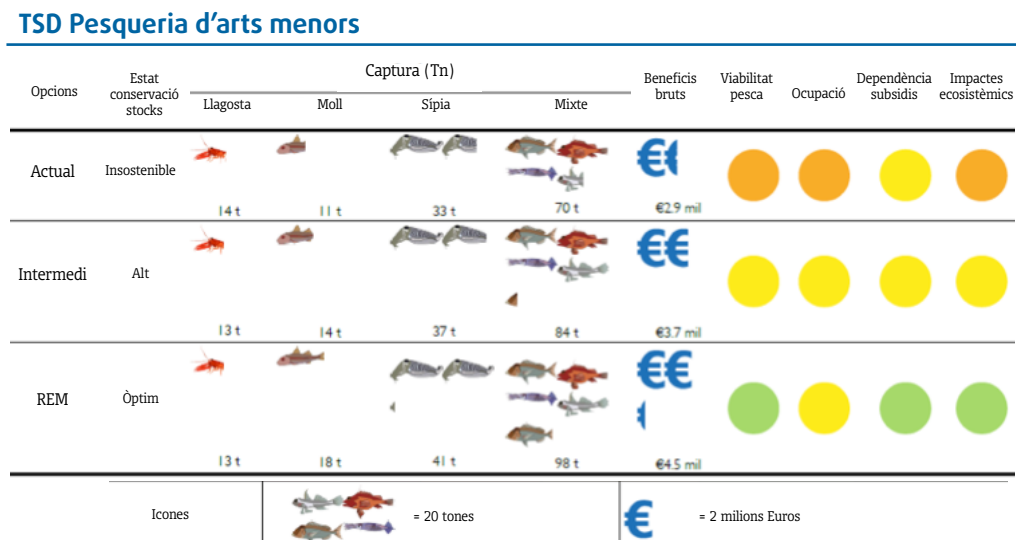 TSD Pesqueria d'arts menors
Opcions
Estat
conservació
stocks
Captura (Tn)
Llagosta
Moll
Sípia
Mixte
Beneficis
bruts
Viabilitat
pesca
Ocupació
Dependència
subsidis
Impactes
ecosistèmics
Actual
Insostenible
14 t
11 t
33 t
70 t
€2.9 mil
Intermedi
Alt
13 t
14 t
37 t
84 t
€3.7 mil
REM
Òptim
13 t
18 t
41 t
98 t
€4.5 mil
Icones
= 20 tones
= 2 milions Euros